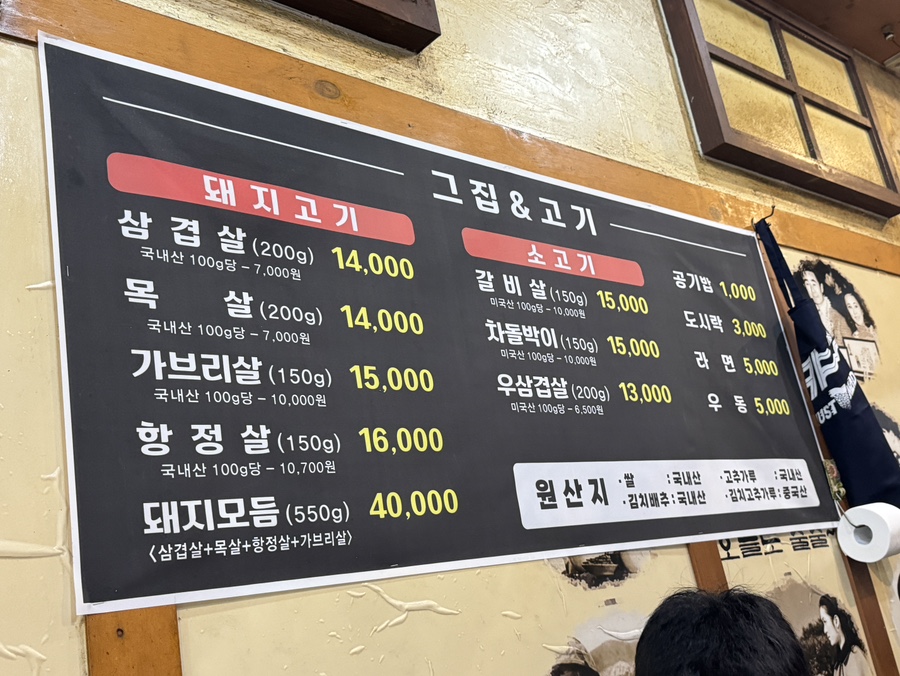 그집&고기
돼지고기
삼겹살(200g) 14,000
국내산 100g당 – 7,000원
목 살(200g) 14,000
국내산 100g당 – 7,000원
가브리살(150g) 15,000
국내산 100g당 – 10,000원
항정살(150g) 16,000
국내산 100g당 – 10,700원
돼지모듬(550g) 40,000
〈삼겹살+목살+항정살+가브리살〉
소고기
갈비살(150g) 15,000
미국산 100g당 – 10,000원
차돌박이(150g) 15,000
미국산 100g당 – 10,000원
우삼겹살(200g) 13,000
미국산 100g당 – 6,500원
공기밥 1,000
도시락 3,000
라면 5,000
우동 5,000
원산지
·쌀 :국내산 ·고추가루 :국내산
·김치배추:국내산 ·김치고추가루:중국산
오늘도